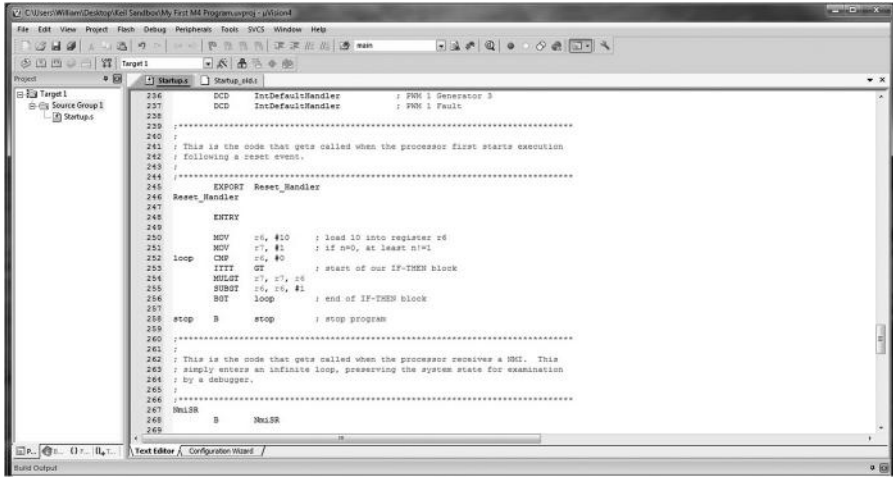 C:\Users\William\Desktop\Keil Sandbox\My First M4 Program.uvproj - µVision4
File Edit View Project Flash Debug Peripherals Tools SVCS Window Help
main
Target 1
Project
Startup.s Startup_old.s
Target 1
Source Group 1
Startup.s
236 DCD IntDefaultHandler ; PWM 1 Generator 3
237 DCD IntDefaultHandler ; PWM 1 Fault
238
239 ;******************************************************************************
240 ;
241 ; This is the code that gets called when the processor first starts execution
242 ; following a reset event.
243 ;
244 ;******************************************************************************
245 EXPORT Reset_Handler
246 Reset_Handler
247
248 ENTRY
249
250 MOV r6, #10 ; load 10 into register r6
251 MOV r7, #1 ; if n=0, at least n!=1
252 loop CMP r6, #0
253 ITTT GT ; start of our IF-THEN block
254 MULGT r7, r7, r6
255 SUBGT r6, r6, #1
256 BGT loop ; end of IF-THEN block
257
258 stop B stop ; stop program
259
260 ;******************************************************************************
261 ;
262 ; This is the code that gets called when the processor receives a NMI. This
263 ; simply enters an infinite loop, preserving the system state for examination
264 ; by a debugger.
265 ;
266 ;******************************************************************************
267 NmiSR
268 B NmiSR
269
P... B... {} F... 0+ T...
Text Editor Configuration Wizard
Build Output